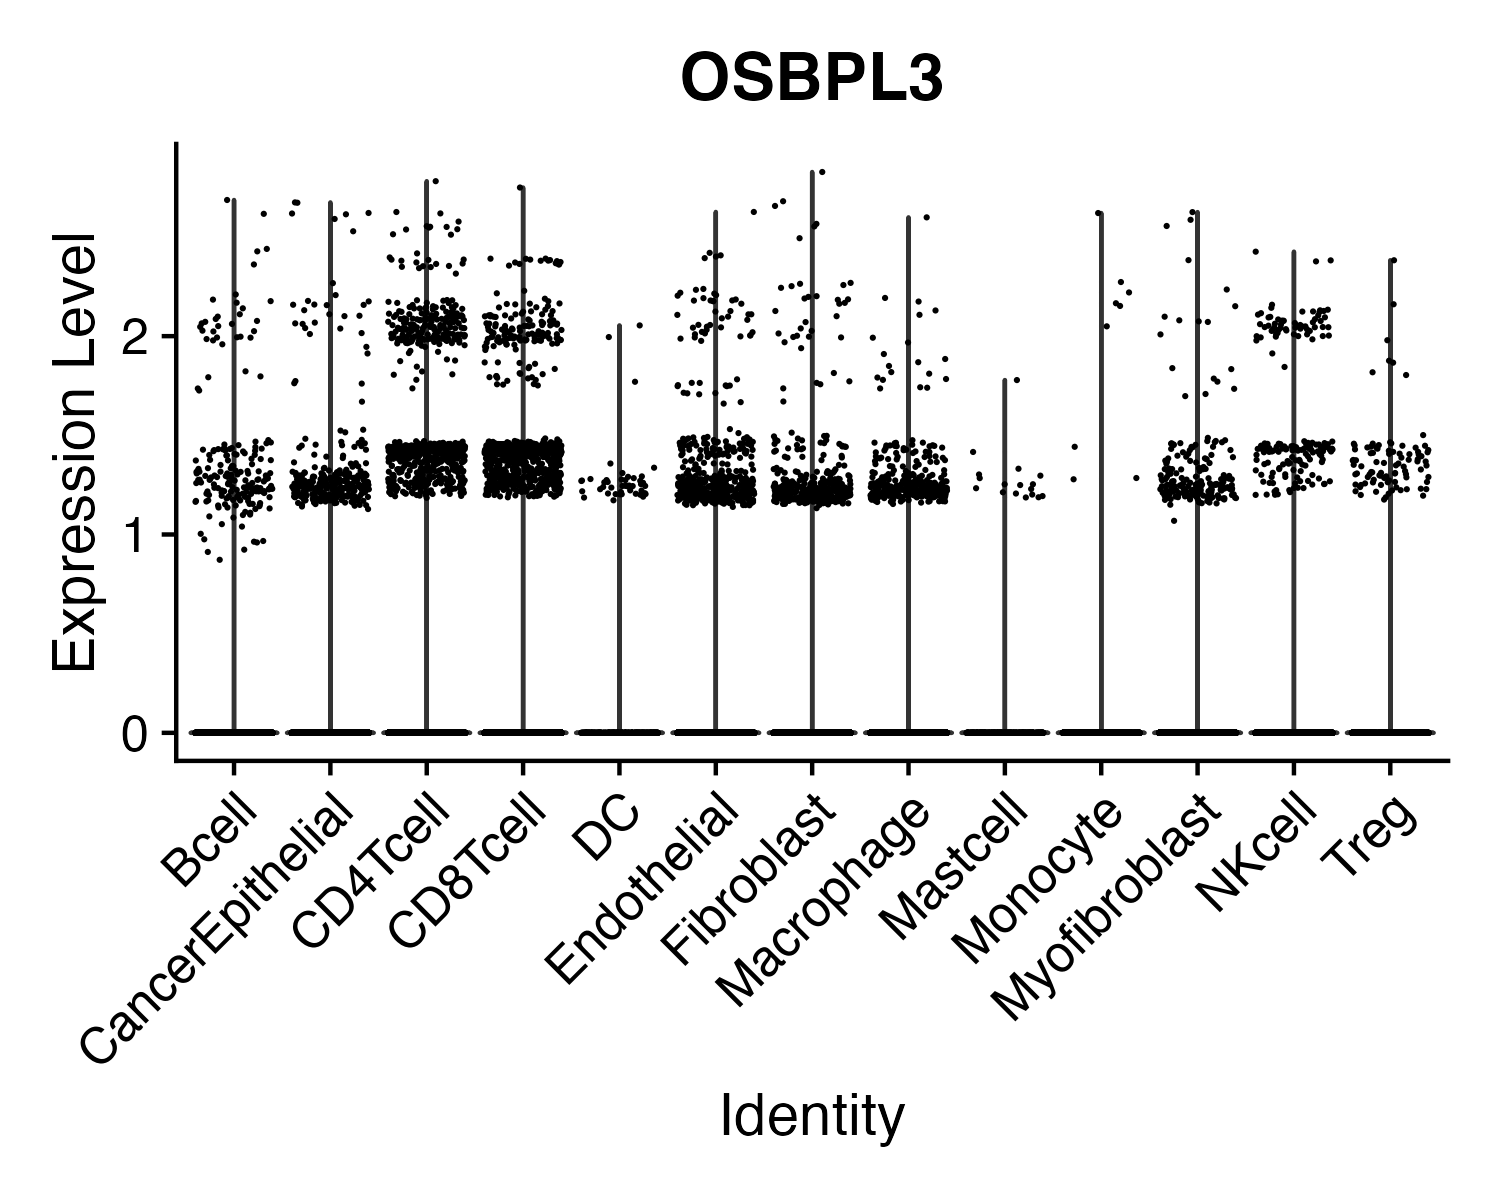 OSBPL3
Expression Level
2
1
0
Bcell
CancerEpithelial
CD4Tcell
CD8Tcell
DC
Endothelial
Fibroblast
Macrophage
Mastcell
Monocyte
Myofibroblast
NKcell
Treg
Identity